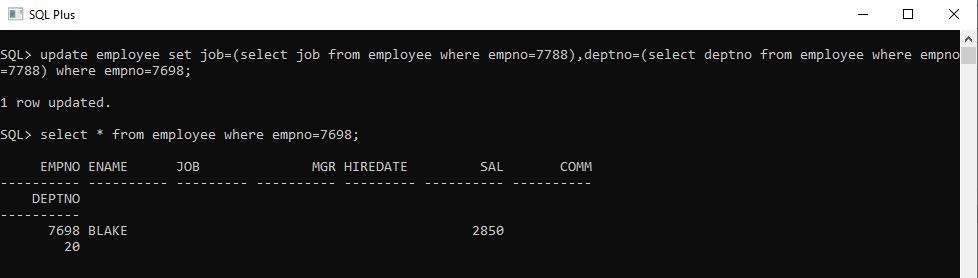 SQL Plus
SQL> update employee set job=(select job from employee where empno=7788),deptno=(select deptno from employee where empno
=7788) where empno=7698;
1 row updated.
SQL> select * from employee where empno=7698;
EMPNO ENAME JOB MGR HIREDATE SAL COMM
---------- ---------- --------- ---------- --------- ---------- ----------
DEPTNO
----------
7698 BLAKE 2850
20